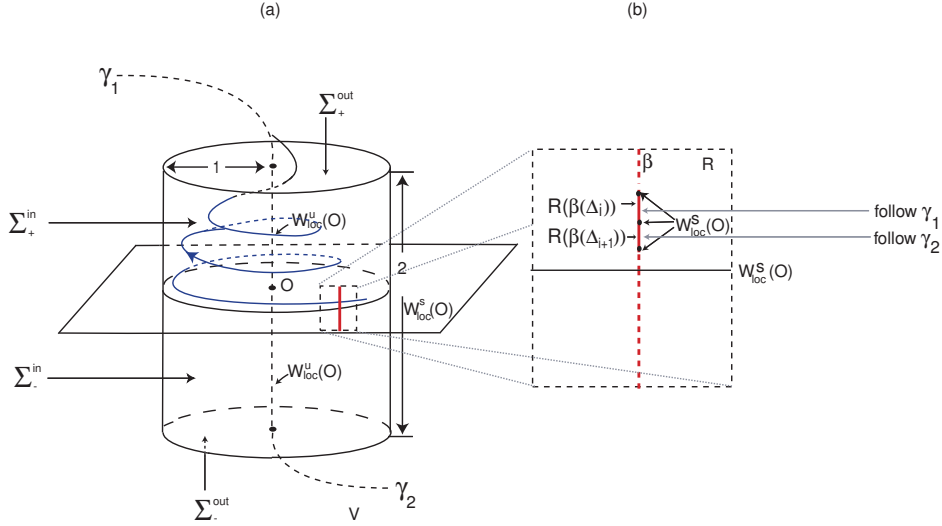 (a)
(b)
γ1
Σ+out
1
β
R
Σ+in
Wuloc(O)
R(β(Δi))
Wsloc(O)
follow γ1
R(β(Δi+1))
follow γ2
2
O
Wsloc(O)
Wsloc(O)
Σ-in
Wuloc(O)
γ2
Σ-out
V